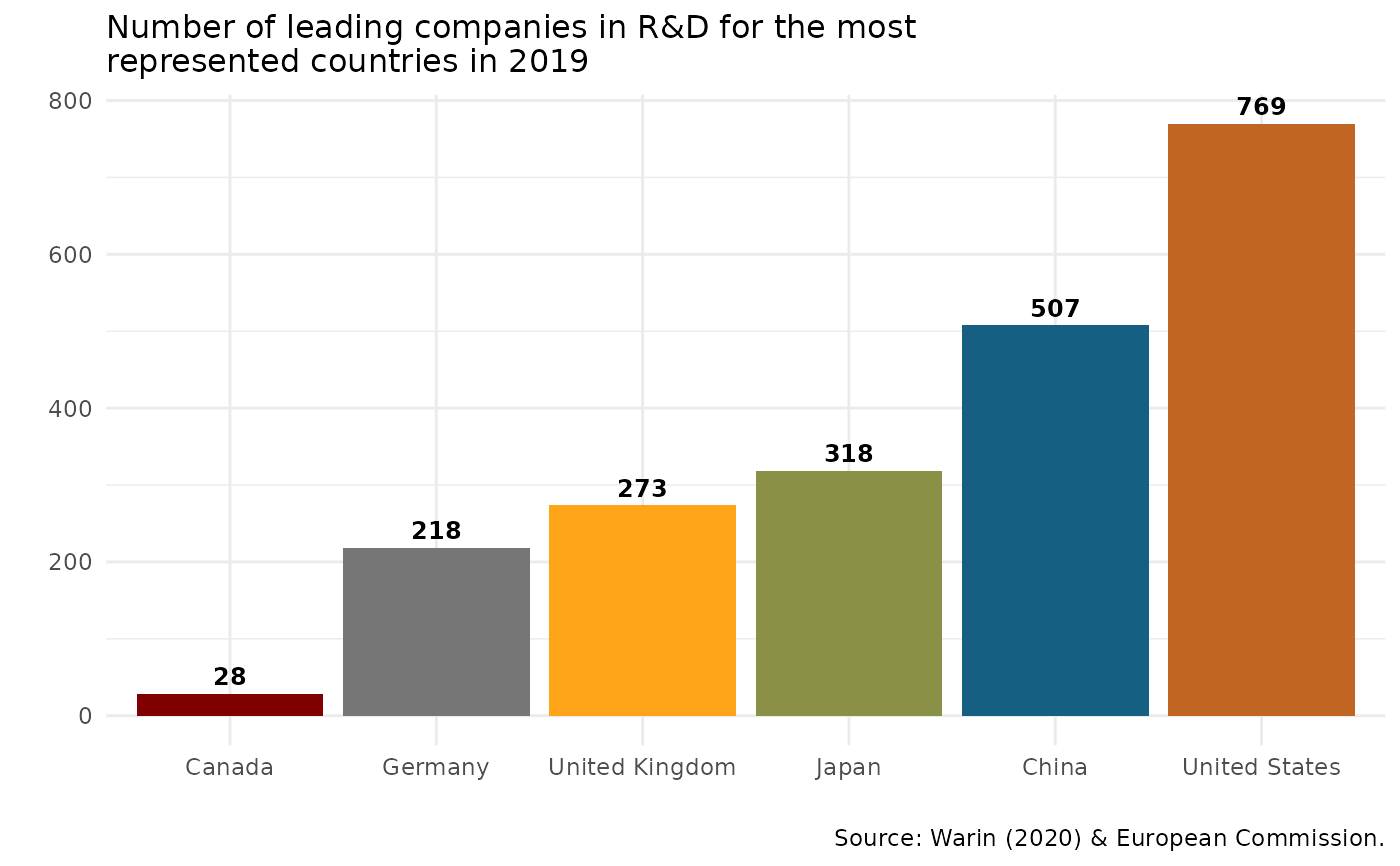 Number of leading companies in R&D for the most
represented countries in 2019
800
600
400
200
0
28
218
273
318
507
769
Canada
Germany
United Kingdom
Japan
China
United States
Source: Warin (2020) & European Commission.